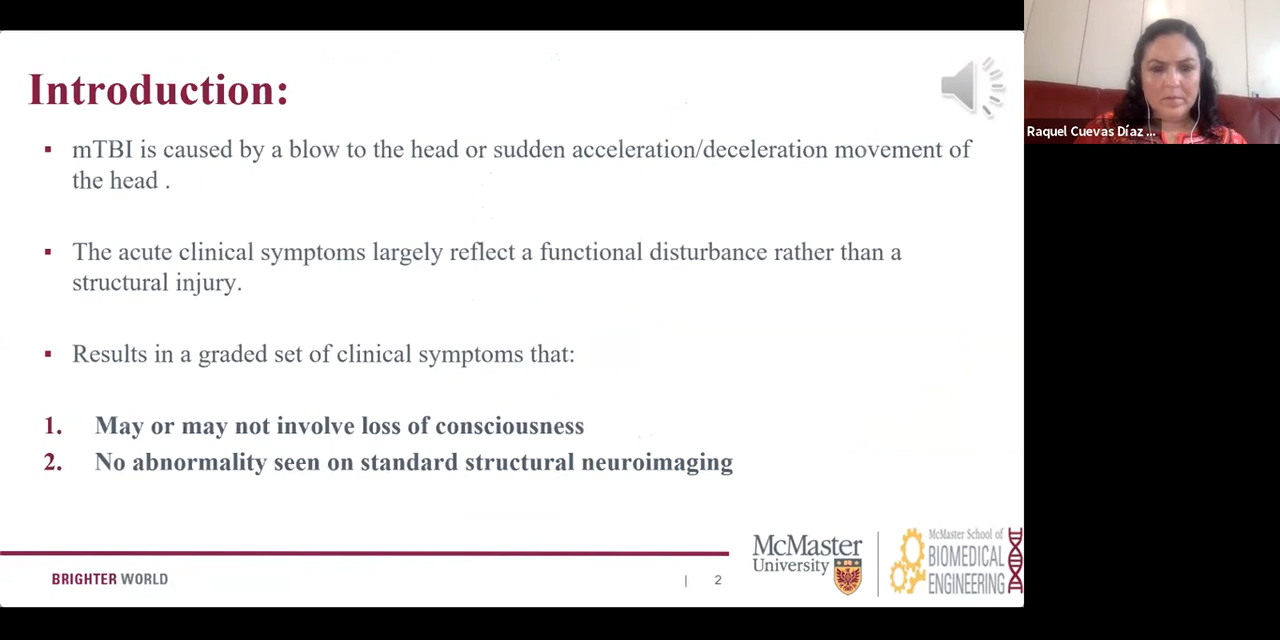 Introduction:
▪ mTBI is caused by a blow to the head or sudden acceleration/deceleration movement of
the head .
▪ The acute clinical symptoms largely reflect a functional disturbance rather than a
structural injury.
▪ Results in a graded set of clinical symptoms that:
1. May or may not involve loss of consciousness
2. No abnormality seen on standard structural neuroimaging
BRIGHTER WORLD
| 2
McMaster
University
McMaster School of
BIOMEDICAL
ENGINEERING
Raquel Cuevas Díaz ...